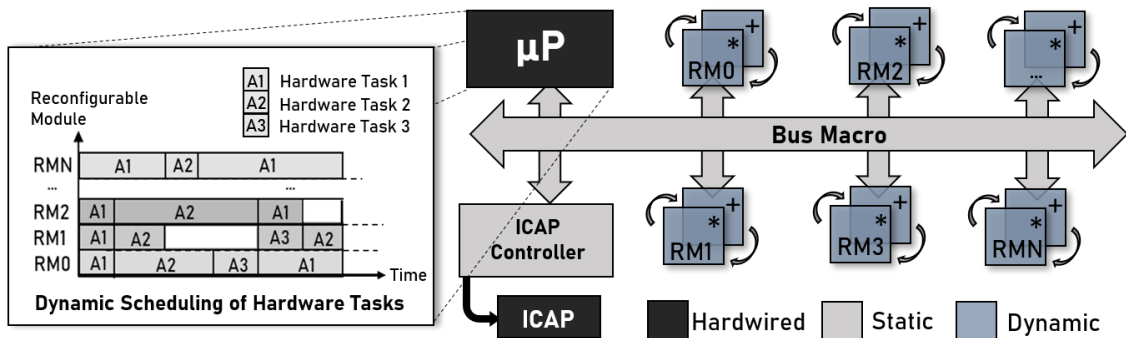 A1 Hardware Task 1
A2 Hardware Task 2
A3 Hardware Task 3
Reconfigurable
Module
RMN A1 A2 A1
... ...
RM2 A1 A2 A1
RM1 A1 A2 A3 A2
RM0 A1 A2 A3 A1
Time
Dynamic Scheduling of Hardware Tasks
µP
* + RM0
* + RM2
* + ...
Bus Macro
ICAP
Controller
* + RM1
* + RM3
* + RMN
ICAP
Hardwired Static Dynamic